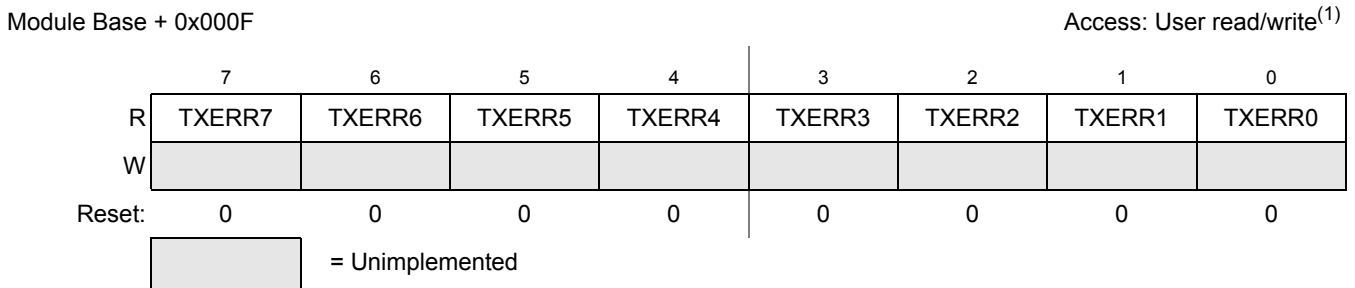 Module Base + 0x000F Access: User read/write(1)
7 6 5 4 3 2 1 0
R TXERR7 TXERR6 TXERR5 TXERR4 TXERR3 TXERR2 TXERR1 TXERR0
W
Reset: 0 0 0 0 0 0 0 0
= Unimplemented